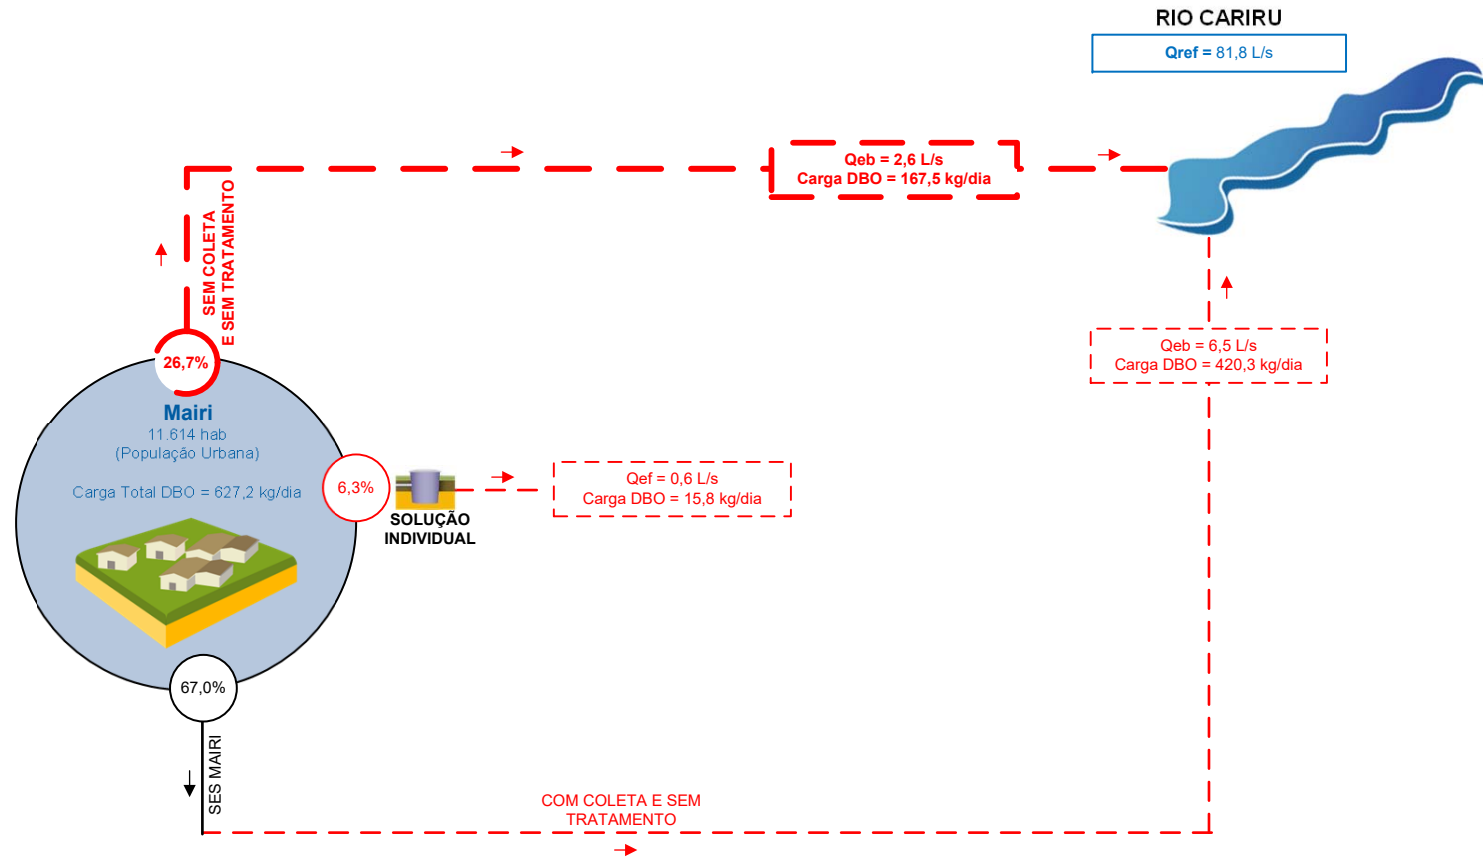 RIO CARIRU
Qref = 81,8 L/s
Qeb = 2,6 L/s
Carga DBO = 167,5 kg/dia
SEM COLETA
E SEM TRATAMENTO
Qeb = 6,5 L/s
Carga DBO = 420,3 kg/dia
26,7%
Mairi
11.614 hab
(População Urbana)
Carga Total DBO = 627,2 kg/dia
6,3%
SOLUÇÃO
INDIVIDUAL
Qef = 0,6 L/s
Carga DBO = 15,8 kg/dia
67,0%
SES MAIRI
COM COLETA E SEM
TRATAMENTO